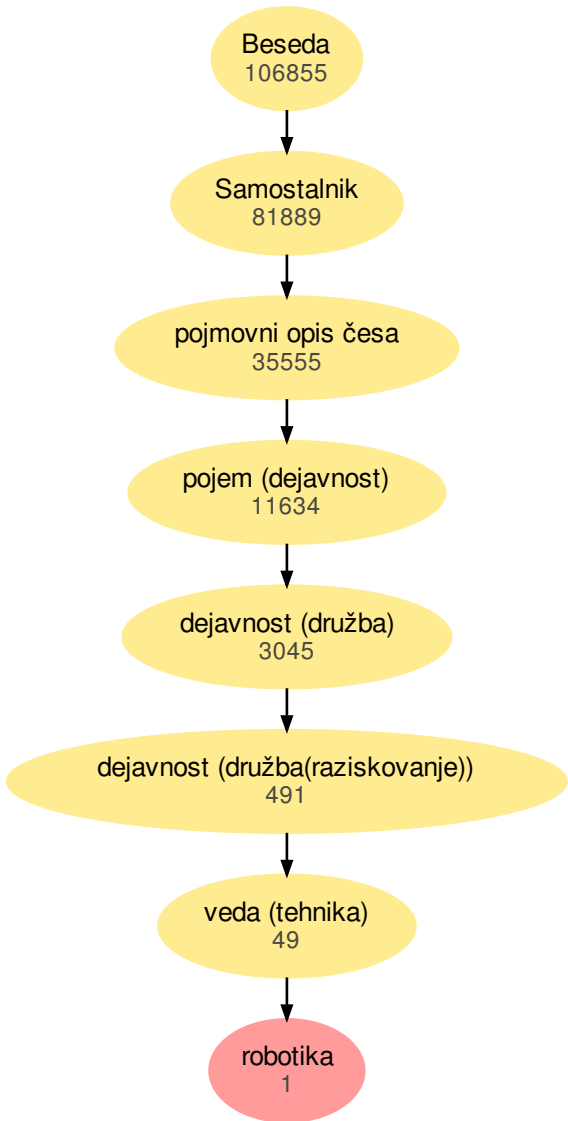 Beseda
106855
Samostalnik
81889
pojmovni opis česa
35555
pojem (dejavnost)
11634
dejavnost (družba)
3045
dejavnost (družba(raziskovanje))
491
veda (tehnika)
49
robotika
1